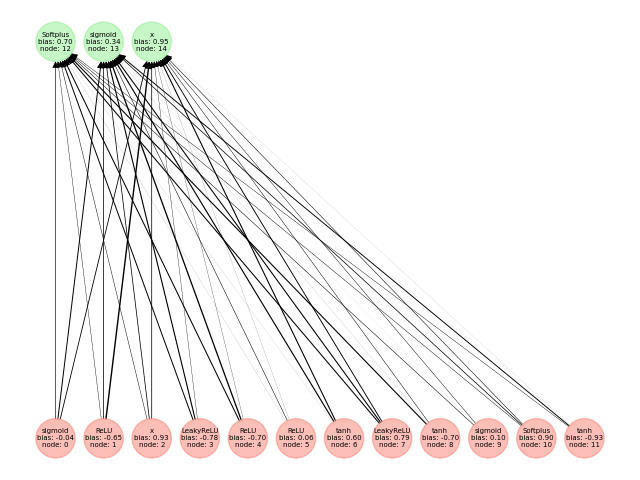 Softplus
bias: 0.70
node: 12
sigmoid
bias: 0.34
node: 13
x
bias: 0.95
node: 14
sigmoid
bias: -0.04
node: 0
ReLU
bias: -0.65
node: 1
x
bias: 0.93
node: 2
LeakyReLU
bias: -0.78
node: 3
ReLU
bias: -0.70
node: 4
ReLU
bias: 0.06
node: 5
tanh
bias: 0.60
node: 6
LeakyReLU
bias: 0.79
node: 7
tanh
bias: -0.70
node: 8
sigmoid
bias: 0.10
node: 9
Softplus
bias: 0.90
node: 10
tanh
bias: -0.93
node: 11